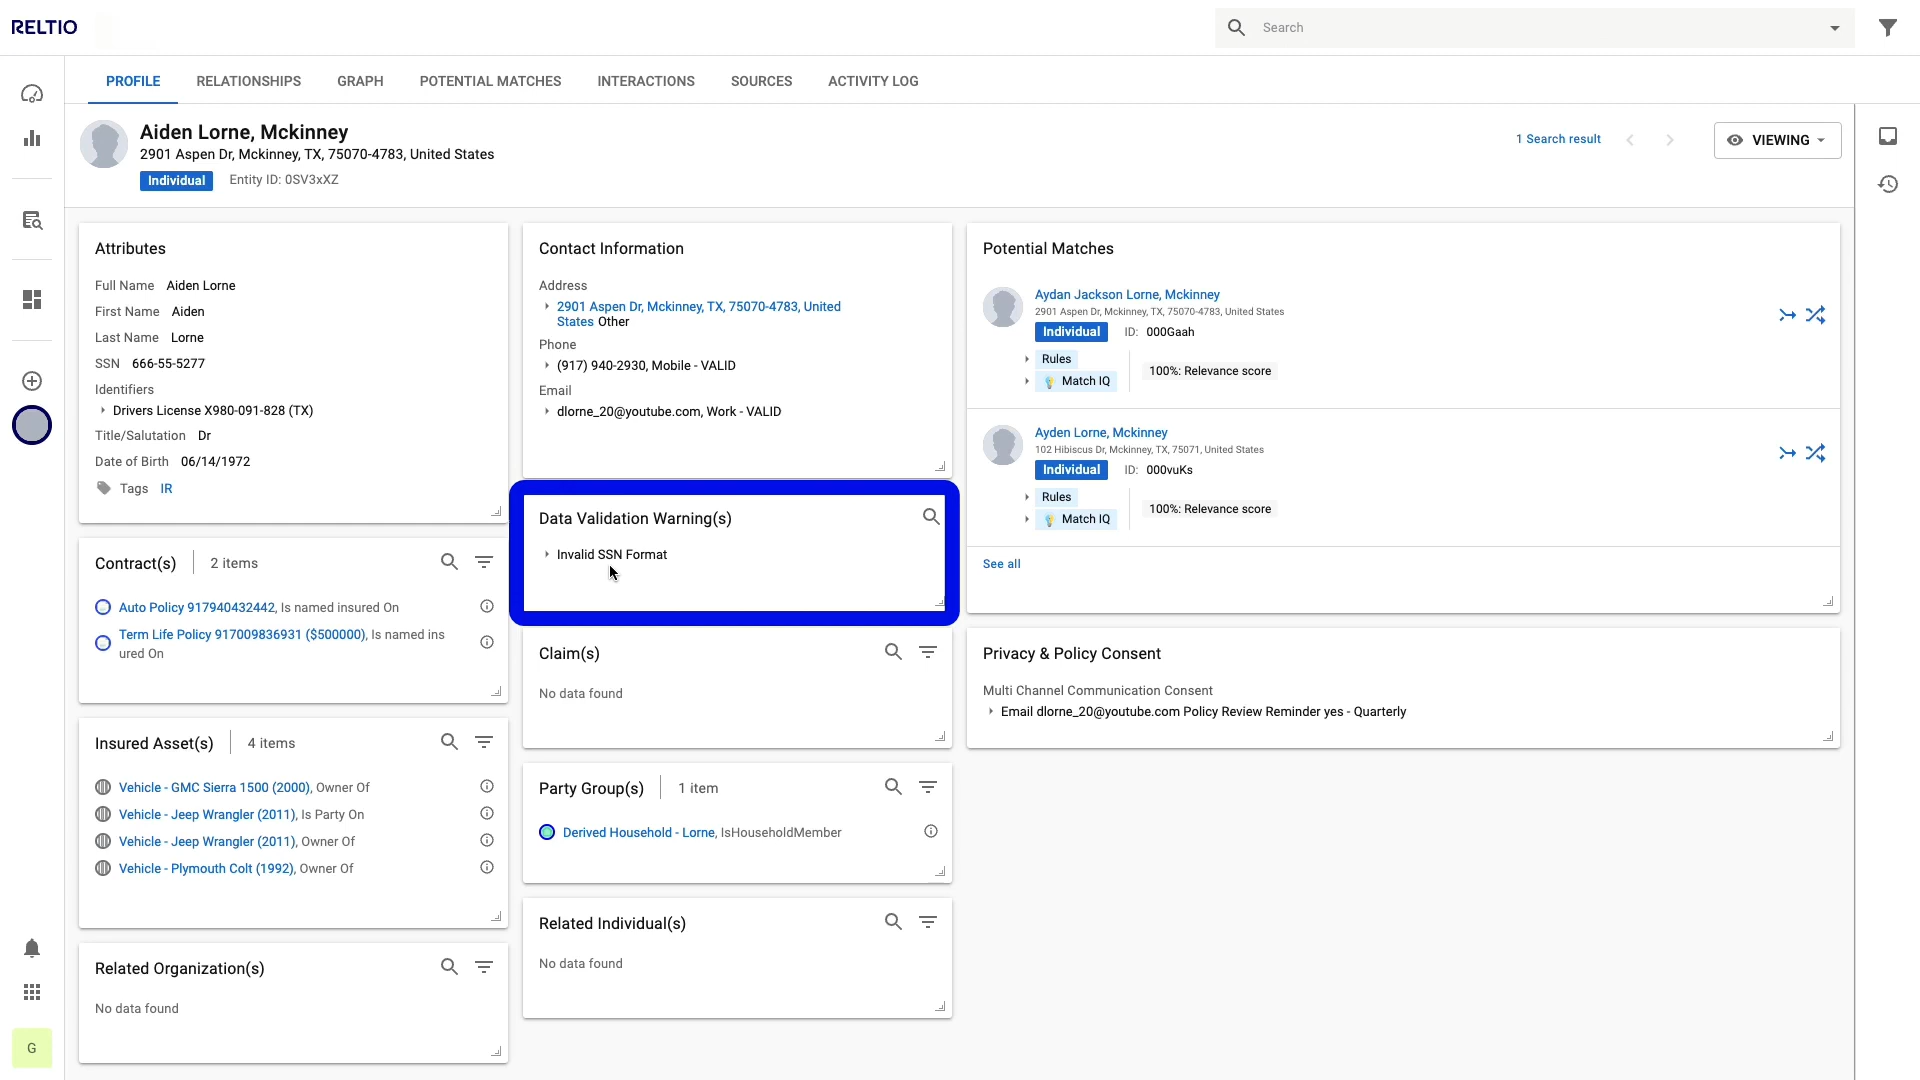 RELTIO
Search
PROFILE
RELATIONSHIPS
GRAPH
POTENTIAL MATCHES
INTERACTIONS
SOURCES
ACTIVITY LOG
Aiden Lorne, Mckinney
2901 Aspen Dr, Mckinney, TX, 75070-4783, United States
Individual
Entity ID: 0SV3xXZ
1 Search result
VIEWING
Attributes
Full Name Aiden Lorne
First Name Aiden
Last Name Lorne
SSN 666-55-5277
Identifiers
Drivers License X980-091-828 (TX)
Title/Salutation Dr
Date of Birth 06/14/1972
Tags IR
Contract(s)
2 items
Auto Policy 917940432442, Is named insured On
Term Life Policy 917009836931 ($500000), Is named ins
ured On
Insured Asset(s)
4 items
Vehicle - GMC Sierra 1500 (2000), Owner Of
Vehicle - Jeep Wrangler (2011), Is Party On
Vehicle - Jeep Wrangler (2011), Owner Of
Vehicle - Plymouth Colt (1992), Owner Of
Related Organization(s)
No data found
Contact Information
Address
2901 Aspen Dr, Mckinney, TX, 75070-4783, United
States Other
Phone
(917) 940-2930, Mobile - VALID
Email
dlorne_20@youtube.com, Work - VALID
Data Validation Warning(s)
Invalid SSN Format
Claim(s)
No data found
Party Group(s)
1 item
Derived Household - Lorne, IsHouseholdMember
Related Individual(s)
No data found
Potential Matches
Aydan Jackson Lorne, Mckinney
2901 Aspen Dr, Mckinney, TX, 75070-4783, United States
Individual
ID: 000Gaah
Rules
Match IQ
100%: Relevance score
Ayden Lorne, Mckinney
102 Hibiscus Dr, Mckinney, TX, 75071, United States
Individual
ID: 000vuKs
Rules
Match IQ
100%: Relevance score
See all
Privacy & Policy Consent
Multi Channel Communication Consent
Email dlorne_20@youtube.com Policy Review Reminder yes - Quarterly
G